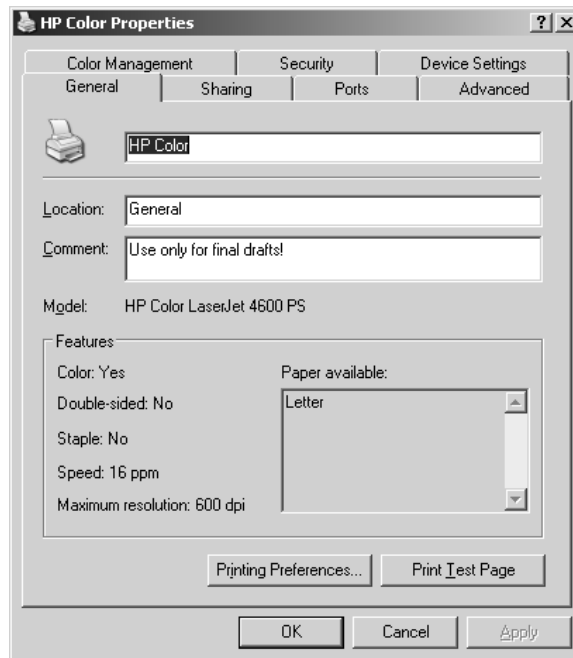 HP Color Properties
? X
Color Management Security Device Settings
General Sharing Ports Advanced
HP Color
Location: General
Comment: Use only for final drafts!
Model: HP Color LaserJet 4600 PS
Features
Color: Yes Paper available:
Double-sided: No Letter
Staple: No
Speed: 16 ppm
Maximum resolution: 600 dpi
Printing Preferences... Print Test Page
OK Cancel Apply